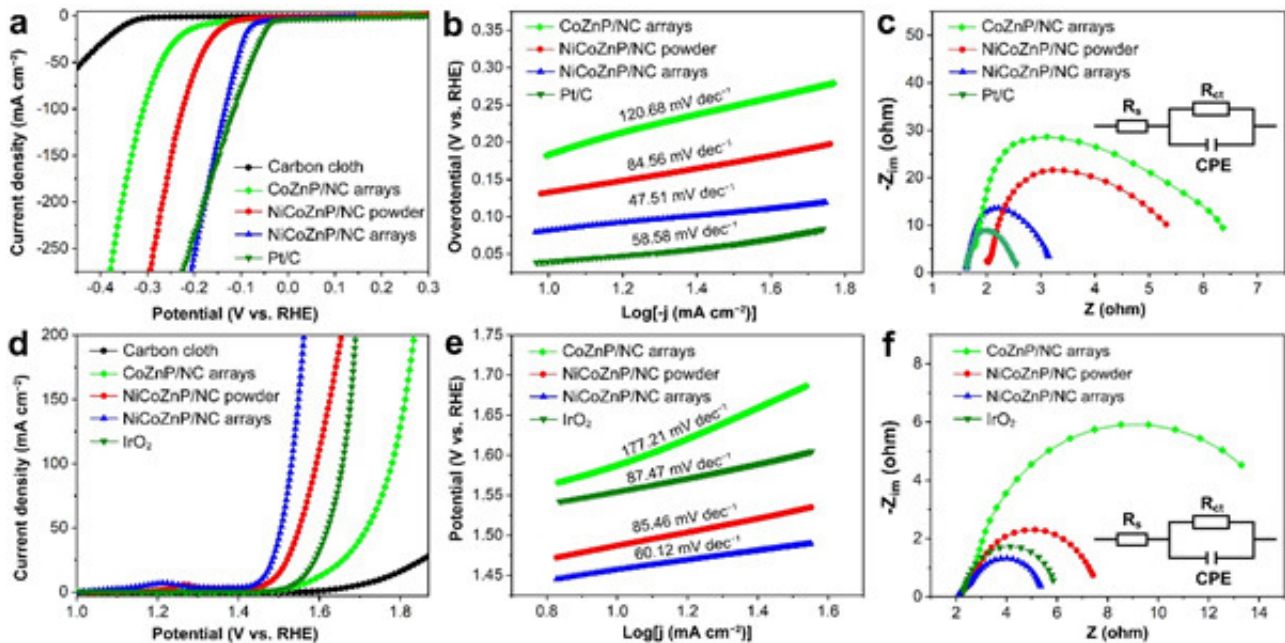 a
Current density (mA cm⁻²)
0
-50
-100
-150
-200
-250
Carbon cloth
CoZnP/NC arrays
NiCoZnP/NC powder
NiCoZnP/NC arrays
Pt/C
-0.4 -0.3 -0.2 -0.1 0.0 0.1 0.2 0.3
Potential (V vs. RHE)
b
Overotential (V vs. RHE)
0.35
0.30
0.25
0.20
0.15
0.10
0.05
CoZnP/NC arrays
NiCoZnP/NC powder
NiCoZnP/NC arrays
Pt/C
120.68 mV dec⁻¹
84.56 mV dec⁻¹
47.51 mV dec⁻¹
58.58 mV dec⁻¹
1.0 1.2 1.4 1.6 1.8
Log[-j (mA cm⁻²)]
c
-Zim (ohm)
50
40
30
20
10
0
CoZnP/NC arrays
NiCoZnP/NC powder
NiCoZnP/NC arrays
Pt/C
Rs
Rct
CPE
1 2 3 4 5 6 7
Z (ohm)
d
Current density (mA cm⁻²)
200
150
100
50
0
Carbon cloth
CoZnP/NC arrays
NiCoZnP/NC powder
NiCoZnP/NC arrays
IrO₂
1.0 1.2 1.4 1.6 1.8
Potential (V vs. RHE)
e
Potential (V vs. RHE)
1.75
1.70
1.65
1.60
1.55
1.50
1.45
CoZnP/NC arrays
NiCoZnP/NC powder
NiCoZnP/NC arrays
IrO₂
177.21 mV dec⁻¹
87.47 mV dec⁻¹
85.46 mV dec⁻¹
60.12 mV dec⁻¹
0.8 1.0 1.2 1.4 1.6
Log[j (mA cm⁻²)]
f
-Zim (ohm)
8
6
4
2
0
CoZnP/NC arrays
NiCoZnP/NC powder
NiCoZnP/NC arrays
IrO₂
Rs
Rct
CPE
0 2 4 6 8 10 12 14
Z (ohm)